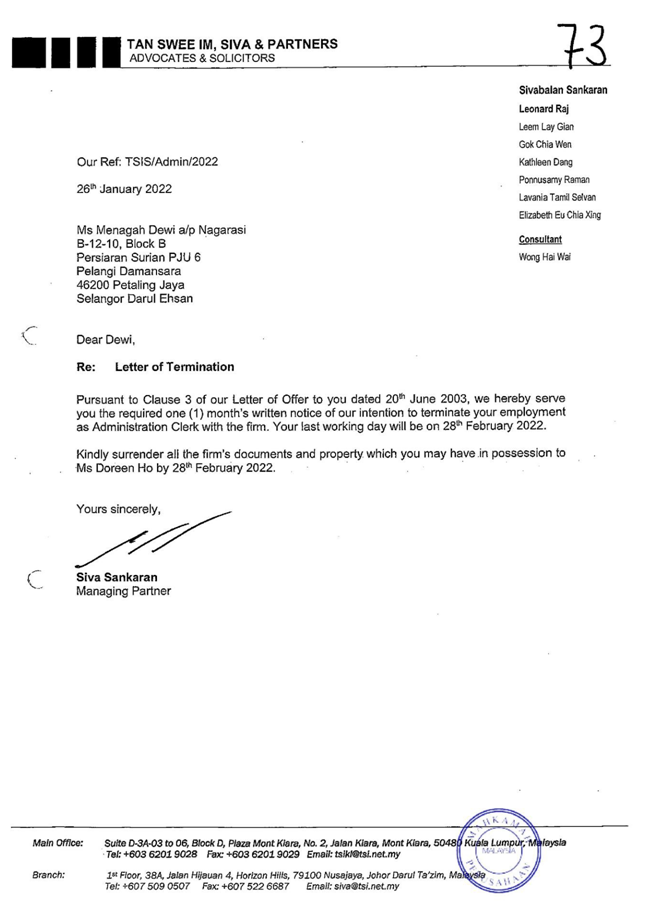 TAN SWEE IM, SIVA & PARTNERS
ADVOCATES & SOLICITORS
73
Sivabalan Sankaran
Leonard Raj
Leem Lay Gian
Gok Chia Wen
Kathleen Dang
Ponnusamy Raman
Lavania Tamil Selvan
Elizabeth Eu Chia Xing
Consultant
Wong Hai Wai
Our Ref: TSIS/Admin/2022
26th January 2022
Ms Menagah Dewi a/p Nagarasi
B-12-10, Block B
Persiaran Surian PJU 6
Pelangi Damansara
46200 Petaling Jaya
Selangor Darul Ehsan
Dear Dewi,
Re: Letter of Termination
Pursuant to Clause 3 of our Letter of Offer to you dated 20th June 2003, we hereby serve
you the required one (1) month's written notice of our intention to terminate your employment
as Administration Clerk with the firm. Your last working day will be on 28th February 2022.
Kindly surrender all the firm's documents and property which you may have in possession to
Ms Doreen Ho by 28th February 2022.
Yours sincerely,
Siva Sankaran
Managing Partner
Main Office: Suite D-3A-03 to 06, Block D, Plaza Mont Kiara, No. 2, Jalan Kiara, Mont Kiara, 50480 Kuala Lumpur, Malaysia
Tel: +603 6201 9028 Fax: +603 6201 9029 Email: tsikl@tsi.net.my
Branch: 1st Floor, 38A, Jalan Hijauan 4, Horizon Hills, 79100 Nusajaya, Johor Darul Ta'zim, Malaysia
Tel: +607 509 0507 Fax: +607 522 6687 Email: siva@tsi.net.my
MAHKAMAH
MALAYSIA
PERUSAHAAN